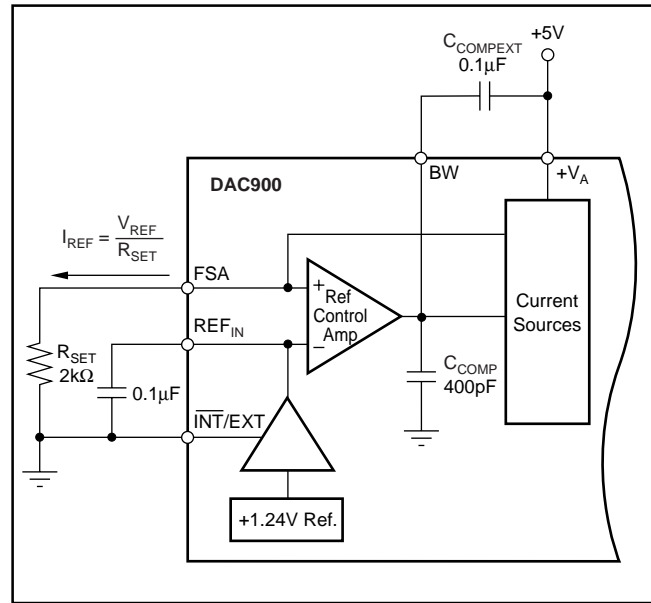 +5V
C_COMPEXT
0.1µF
DAC900
BW
+V_A
I_REF = V_REF / R_SET
FSA
REF_IN
+
Ref
Control
Amp
–
Current
Sources
R_SET
2kΩ
0.1µF
C_COMP
400pF
I̅N̅T̅/EXT
+1.24V Ref.